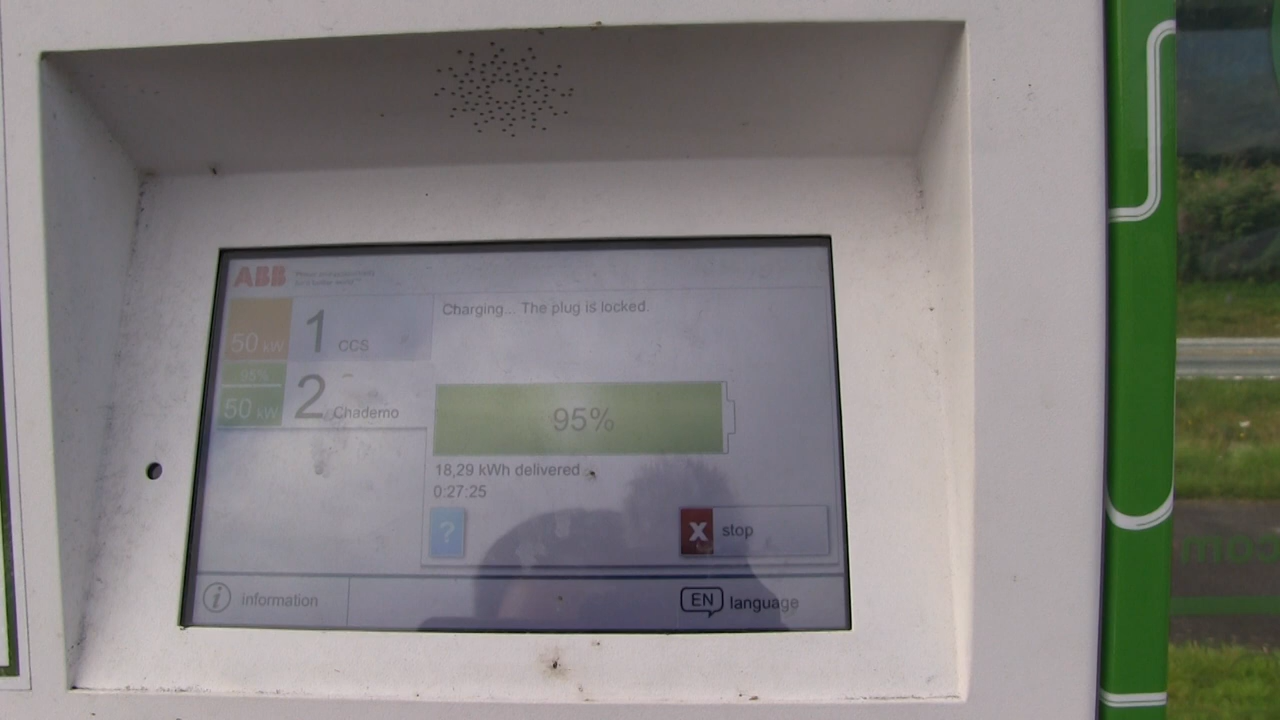 ABB
Charging... The plug is locked.
50 kW
1 CCS
95%
50 kW
2 Chademo
95%
18,29 kWh delivered
0:27:25
?
X stop
i information
EN language